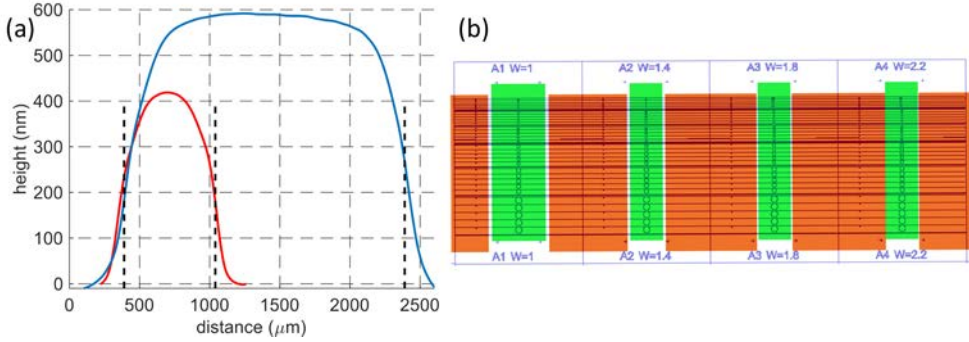 (a)
600
500
400
300
200
100
0
height (nm)
0 500 1000 1500 2000 2500
distance (μm)
(b)
A1 W=1 A2 W=1.4 A3 W=1.8 A4 W=2.2
A1 W=1 A2 W=1.4 A3 W=1.8 A4 W=2.2